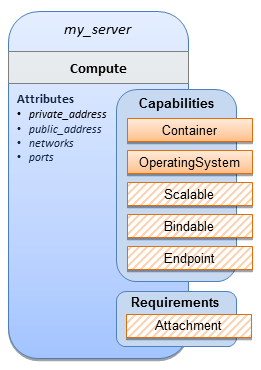 my_server
Compute
Attributes
• private_address
• public_address
• networks
• ports
Capabilities
Container
OperatingSystem
Scalable
Bindable
Endpoint
Requirements
Attachment